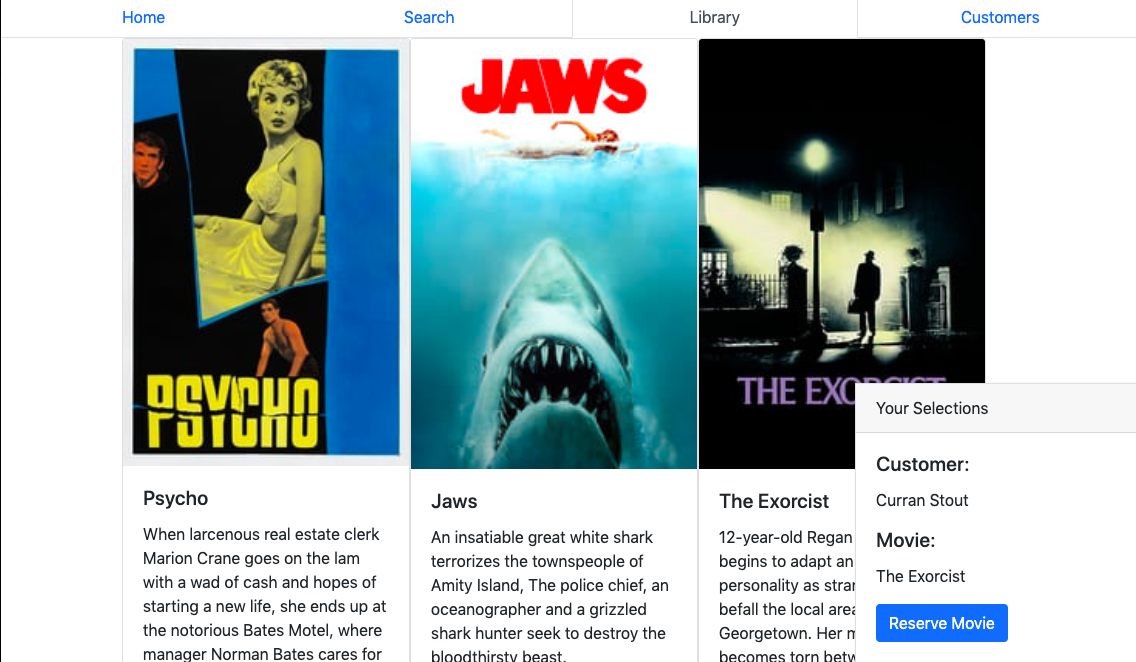 Home
Search
Library
Customers
PSYCHO
JAWS
THE EXORCIST
Psycho
When larcenous real estate clerk
Marion Crane goes on the lam
with a wad of cash and hopes of
starting a new life, she ends up at
the notorious Bates Motel, where
manager Norman Bates cares for
Jaws
An insatiable great white shark
terrorizes the townspeople of
Amity Island, The police chief, an
oceanographer and a grizzled
shark hunter seek to destroy the
bloodthirsty beast.
The Exorcist
12-year-old Regan
begins to adapt an
personality as
befall the local area
Georgetown. Her
becomes torn
Your Selections
Customer:
Curran Stout
Movie:
The Exorcist
Reserve Movie